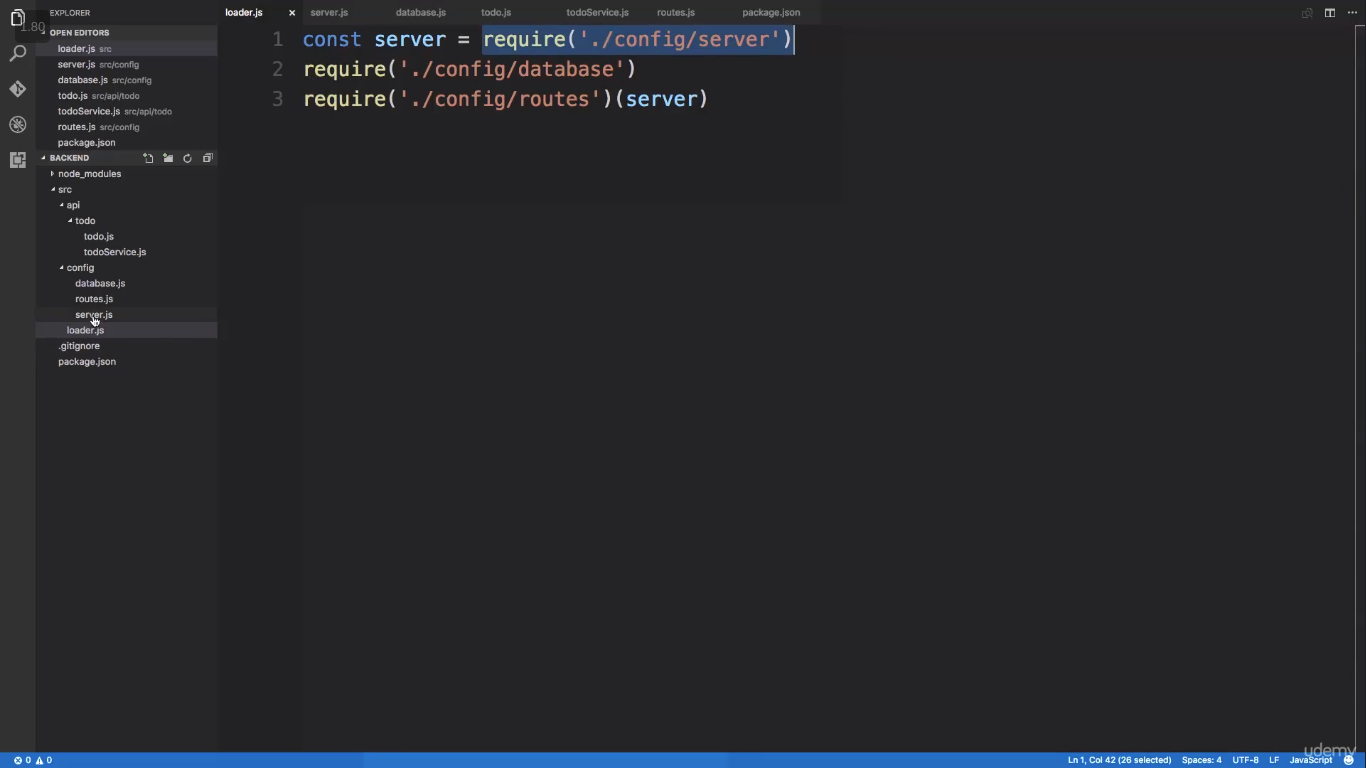 1.80
EXPLORER
OPEN EDITORS
loader.js src
server.js src/config
database.js src/config
todo.js src/api/todo
todoService.js src/api/todo
routes.js src/config
package.json
BACKEND
node_modules
src
api
todo
todo.js
todoService.js
config
database.js
routes.js
server.js
loader.js
.gitignore
package.json
loader.js server.js database.js todo.js todoService.js routes.js package.json
1 const server = require('./config/server')
2 require('./config/database')
3 require('./config/routes')(server)
udemy
0 0 Ln 1, Col 42 (26 selected) Spaces: 4 UTF-8 LF JavaScript